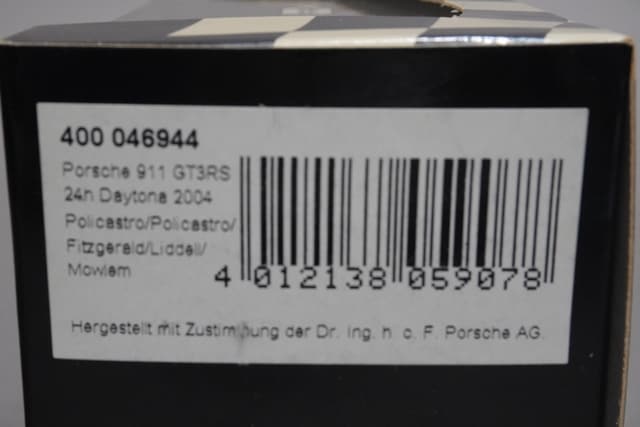 400 046944
Porsche 911 GT3RS
24h Daytona 2004
Policastro/Policastro/
Fitzgerald/Liddell/
Mowlem
4 012138 059078
Hergestellt mit Zustimmung der Dr. Ing. h. c. F. Porsche AG.